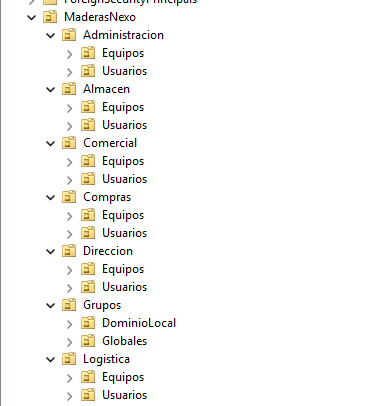 ForeignSecurityPrincipals
MaderasNexo
Administracion
Equipos
Usuarios
Almacen
Equipos
Usuarios
Comercial
Equipos
Usuarios
Compras
Equipos
Usuarios
Direccion
Equipos
Usuarios
Grupos
DominioLocal
Globales
Logistica
Equipos
Usuarios